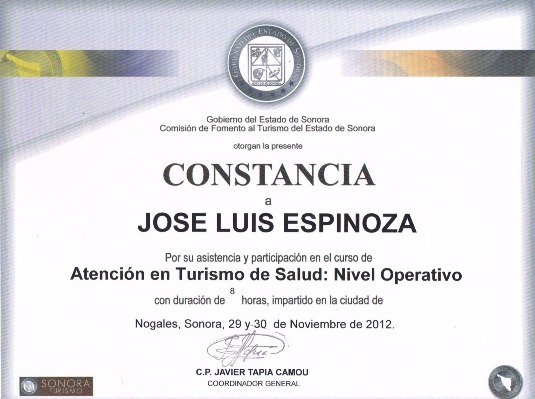 GOBIERNO DEL ESTADO DE SONORA
Gobierno del Estado de Sonora
Comisión de Fomento al Turismo del Estado de Sonora
otorgan la presente
CONSTANCIA
a
JOSE LUIS ESPINOZA
Por su asistencia y participación en el curso de
Atención en Turismo de Salud: Nivel Operativo
con duración de 8 horas, impartido en la ciudad de
Nogales, Sonora, 29 y 30 de Noviembre de 2012.
C.P. JAVIER TAPIA CAMOU
COORDINADOR GENERAL
SONORA
TURISMO